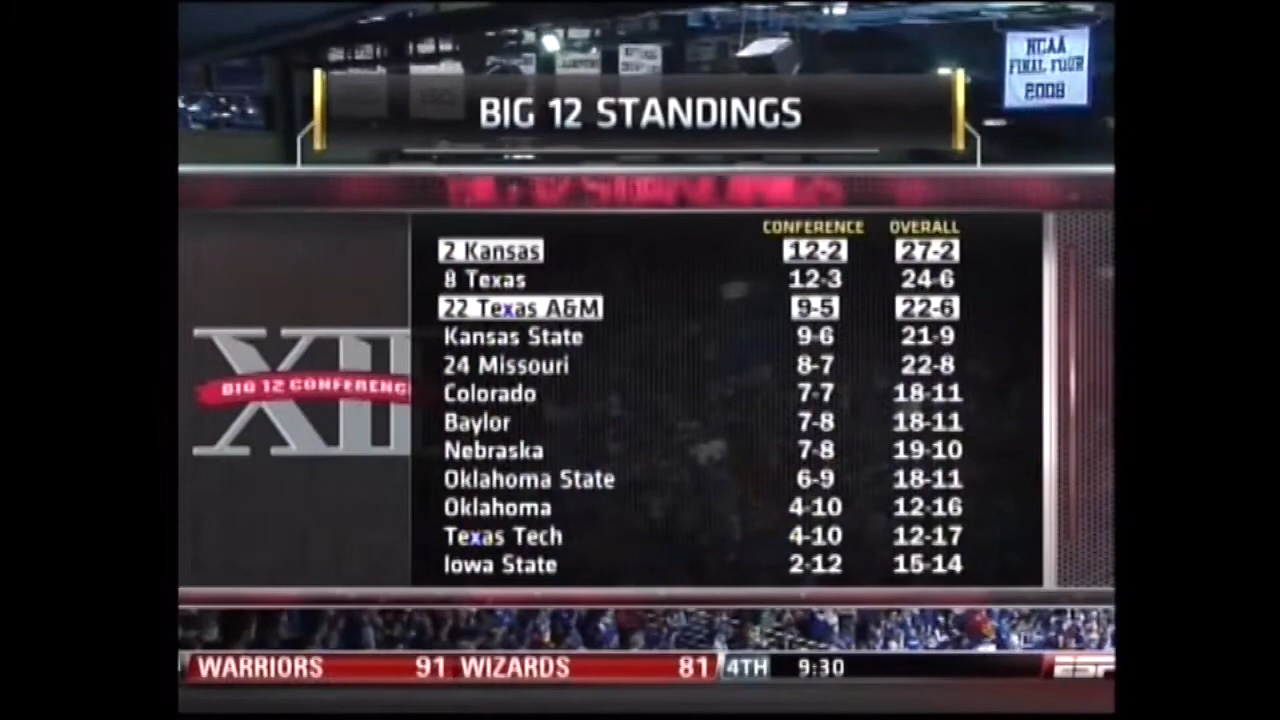 NCAA
FINAL FOUR
2008
BIG 12 STANDINGS
CONFERENCE OVERALL
2 Kansas 12-2 27-2
8 Texas 12-3 24-6
22 Texas A&M 9-5 22-6
Kansas State 9-6 21-9
24 Missouri 8-7 22-8
Colorado 7-7 18-11
Baylor 7-8 18-11
Nebraska 7-8 19-10
Oklahoma State 6-9 18-11
Oklahoma 4-10 12-16
Texas Tech 4-10 12-17
Iowa State 2-12 15-14
XII
BIG 12 CONFERENC
WARRIORS 91 WIZARDS 81 4TH 9:30 ESP